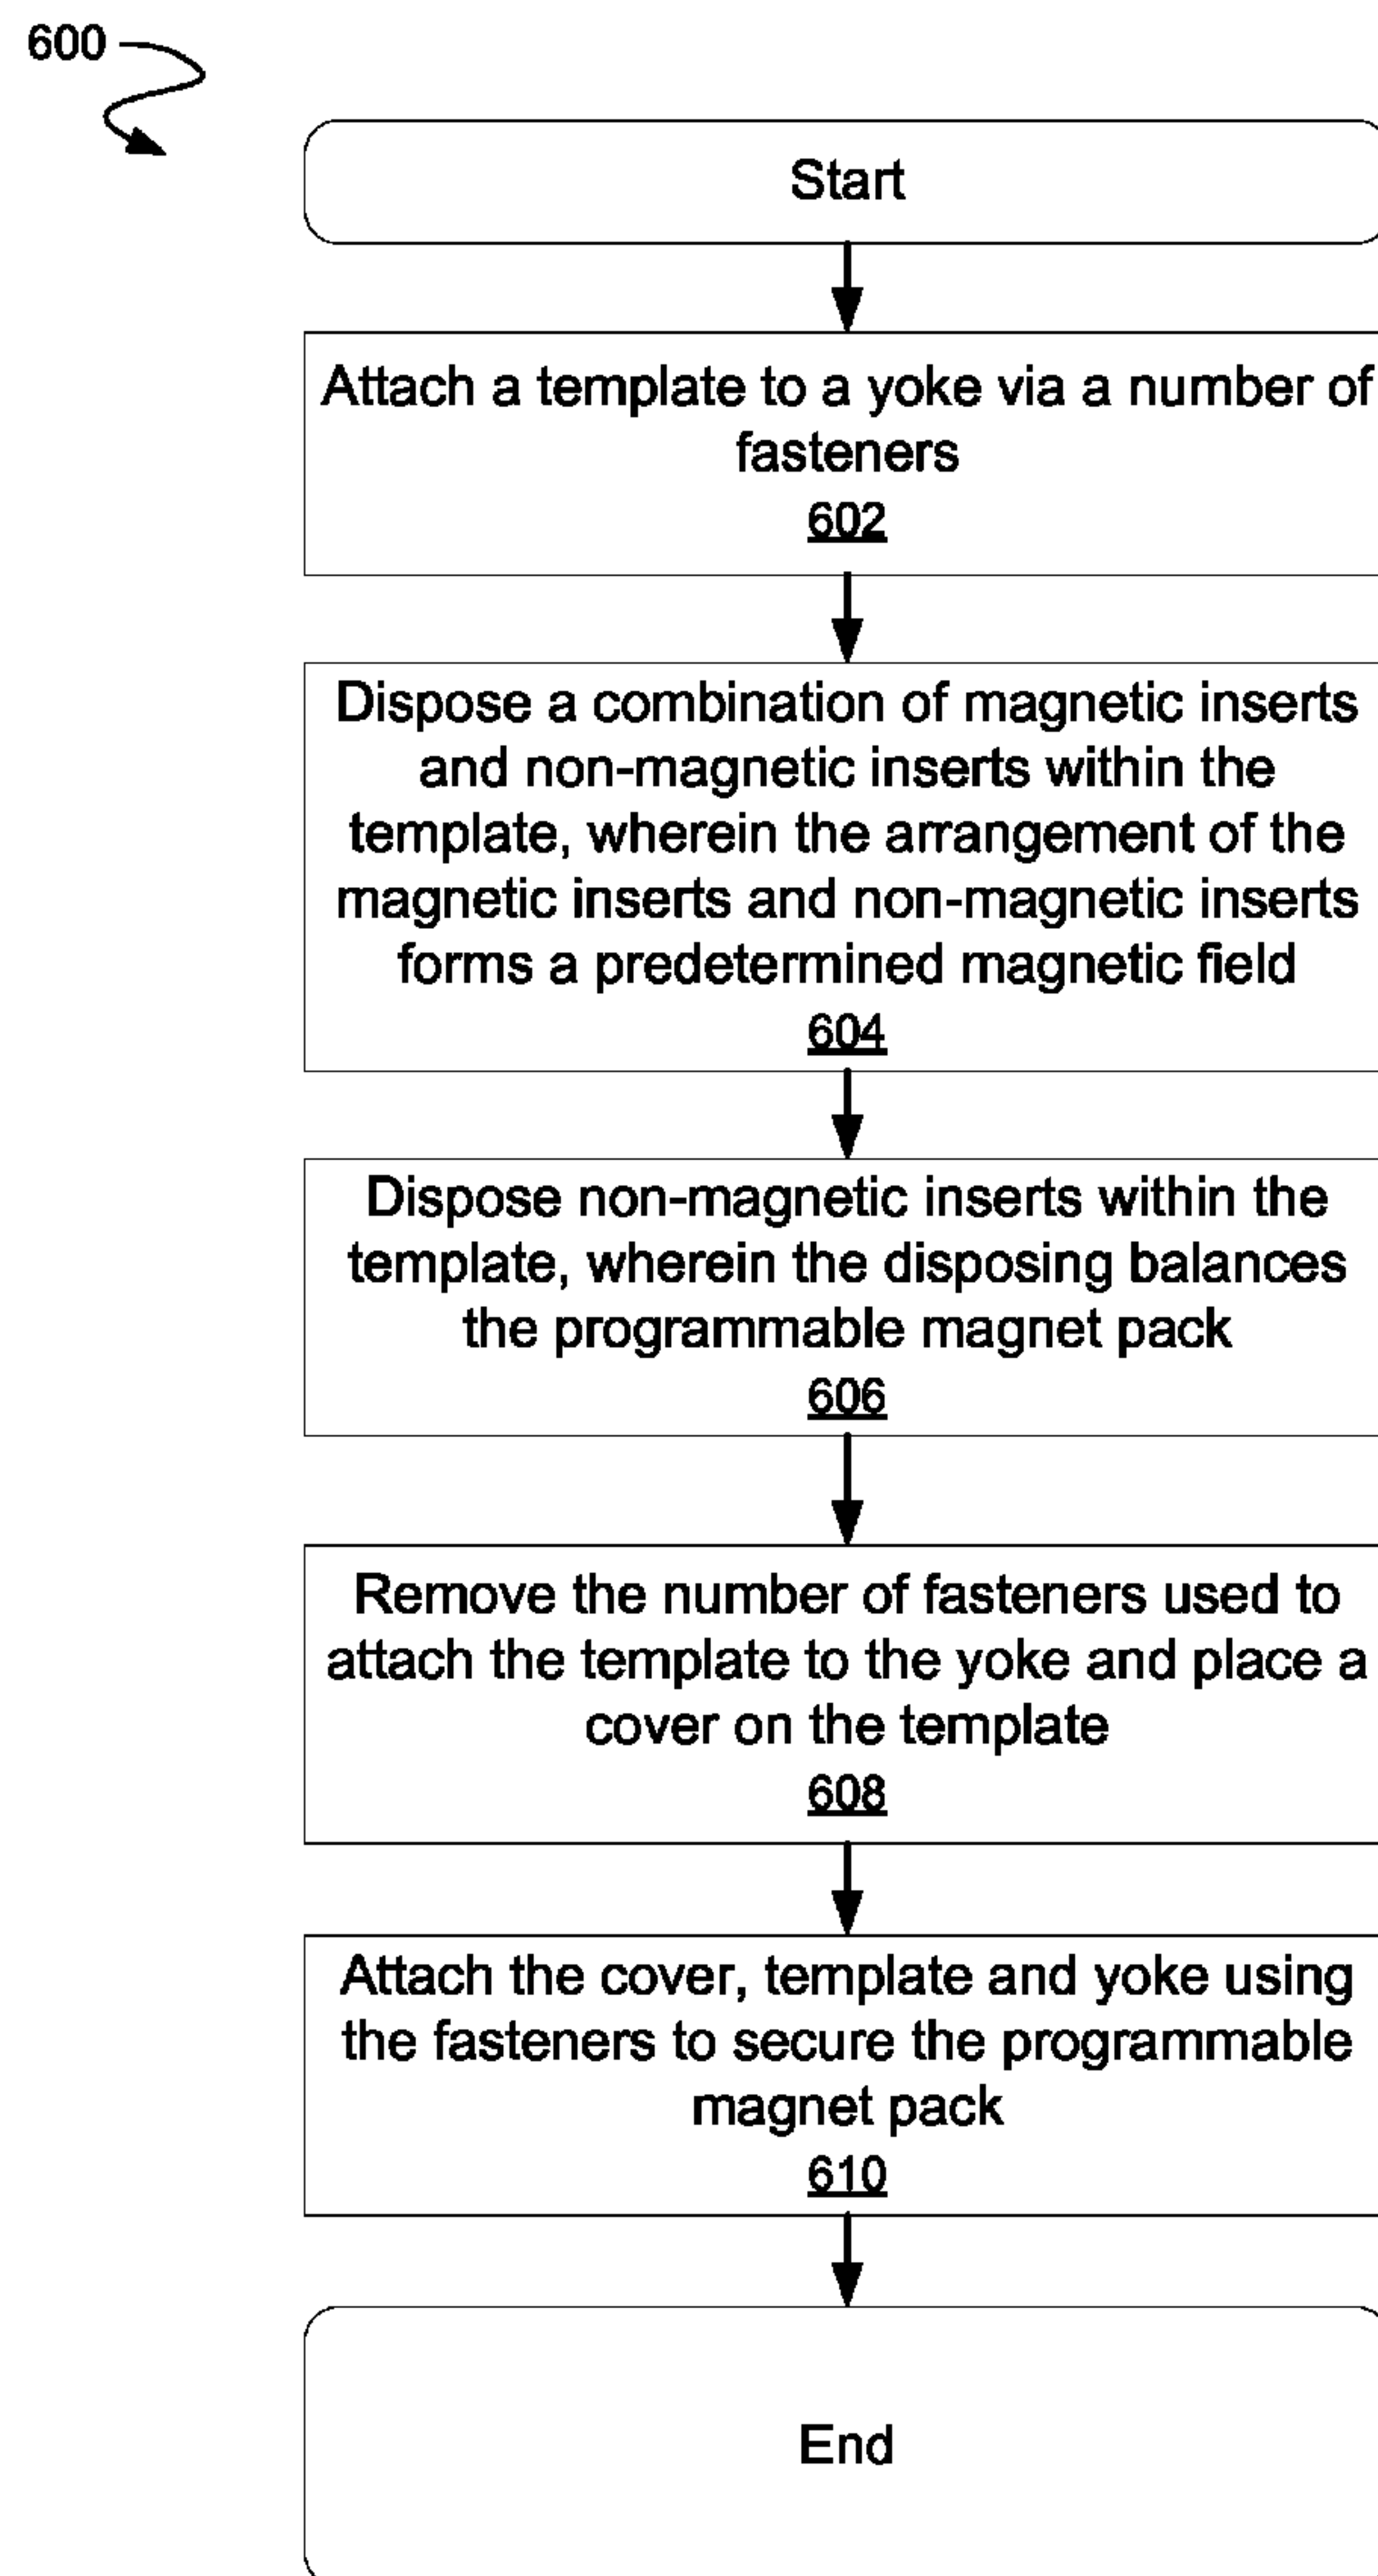 600
Start
Attach a template to a yoke via a number of
fasteners
602
Dispose a combination of magnetic inserts
and non-magnetic inserts within the
template, wherein the arrangement of the
magnetic inserts and non-magnetic inserts
forms a predetermined magnetic field
604
Dispose non-magnetic inserts within the
template, wherein the disposing balances
the programmable magnet pack
606
Remove the number of fasteners used to
attach the template to the yoke and place a
cover on the template
608
Attach the cover, template and yoke using
the fasteners to secure the programmable
magnet pack
610
End